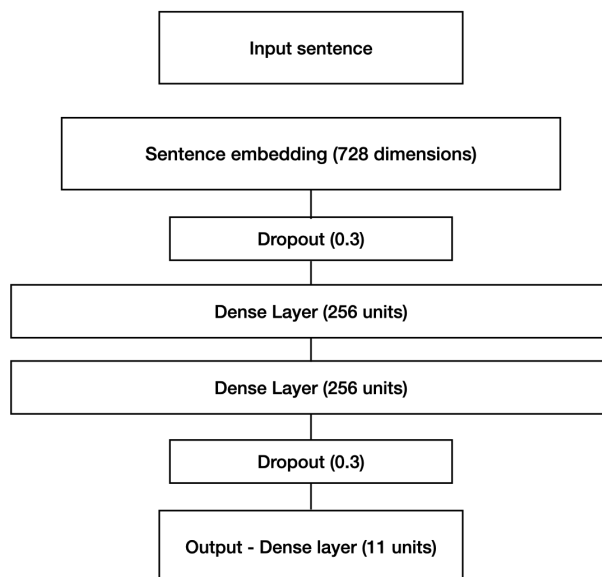 Input sentence
Sentence embedding (728 dimensions)
Dropout (0.3)
Dense Layer (256 units)
Dense Layer (256 units)
Dropout (0.3)
Output - Dense layer (11 units)